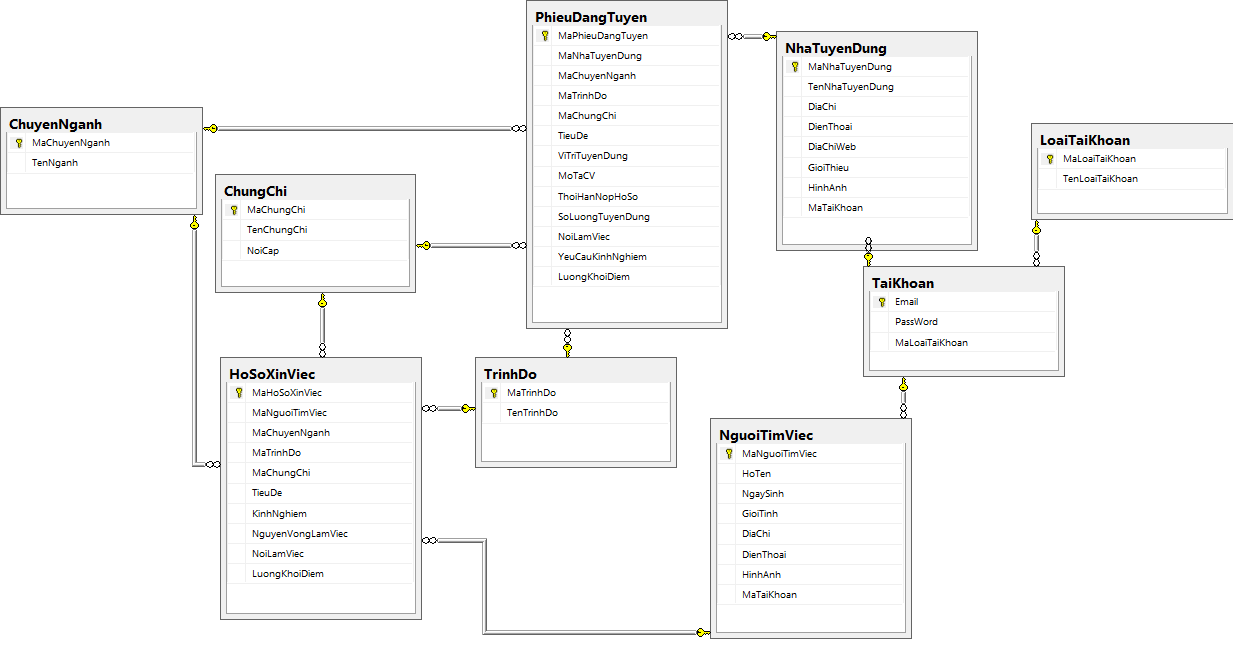 PhieuDangTuyen
MaPhieuDangTuyen
MaNhaTuyenDung
MaChuyenNganh
MaTrinhDo
MaChungChi
TieuDe
ViTriTuyenDung
MoTaCV
ThoiHanNopHoSo
SoLuongTuyenDung
NoiLamViec
YeuCauKinhNghiem
LuongKhoiDiem
NhaTuyenDung
MaNhaTuyenDung
TenNhaTuyenDung
DiaChi
DienThoai
DiaChiWeb
GioiThieu
HinhAnh
MaTaiKhoan
ChuyenNganh
MaChuyenNganh
TenNganh
LoaiTaiKhoan
MaLoaiTaiKhoan
TenLoaiTaiKhoan
ChungChi
MaChungChi
TenChungChi
NoiCap
TaiKhoan
Email
PassWord
MaLoaiTaiKhoan
HoSoXinViec
MaHoSoXinViec
MaNguoiTimViec
MaChuyenNganh
MaTrinhDo
MaChungChi
TieuDe
KinhNghiem
NguyenVongLamViec
NoiLamViec
LuongKhoiDiem
TrinhDo
MaTrinhDo
TenTrinhDo
NguoiTimViec
MaNguoiTimViec
HoTen
NgaySinh
GioiTinh
DiaChi
DienThoai
HinhAnh
MaTaiKhoan